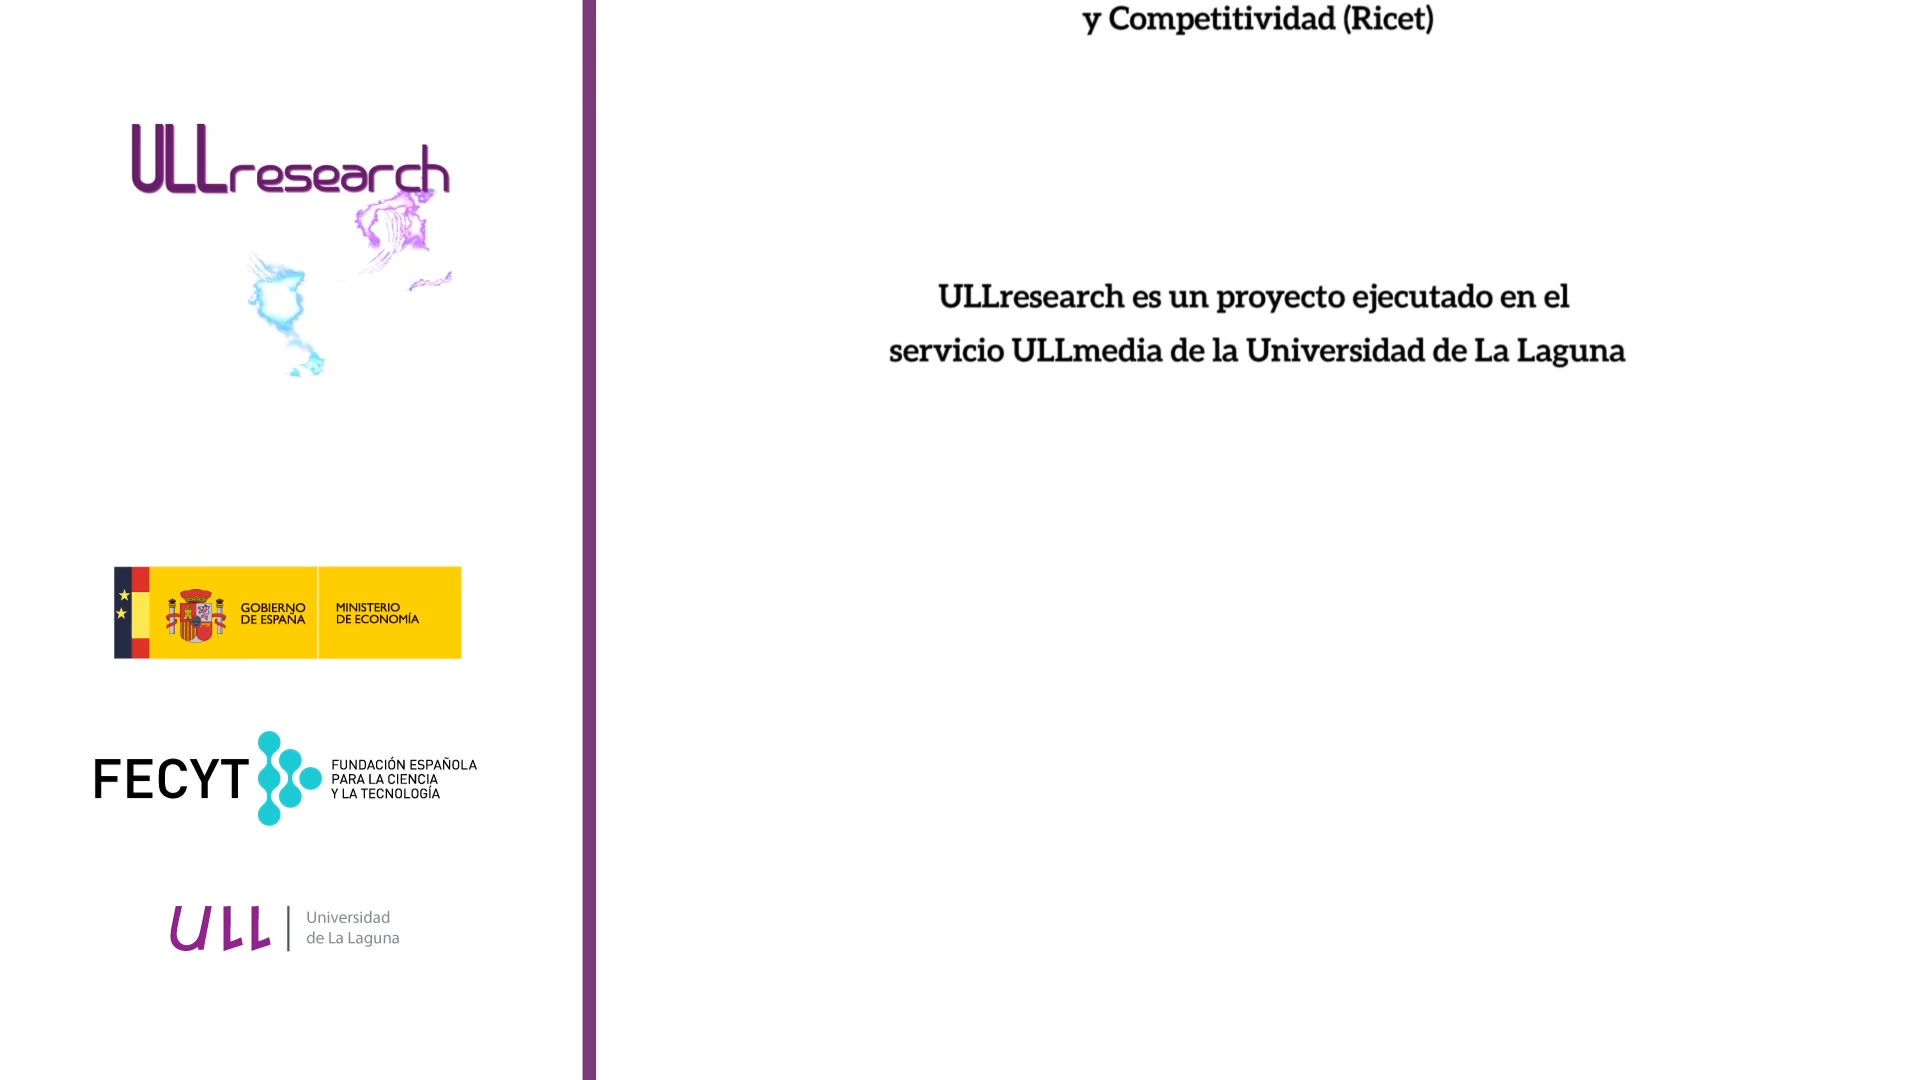 ULLresearch
GOBIERNO
DE ESPAÑA
MINISTERIO
DE ECONOMÍA
FECYT
FUNDACIÓN ESPAÑOLA
PARA LA CIENCIA
Y LA TECNOLOGÍA
ULL
Universidad
de La Laguna
y Competitividad (Ricet)
ULLresearch es un proyecto ejecutado en el
servicio ULLmedia de la Universidad de La Laguna